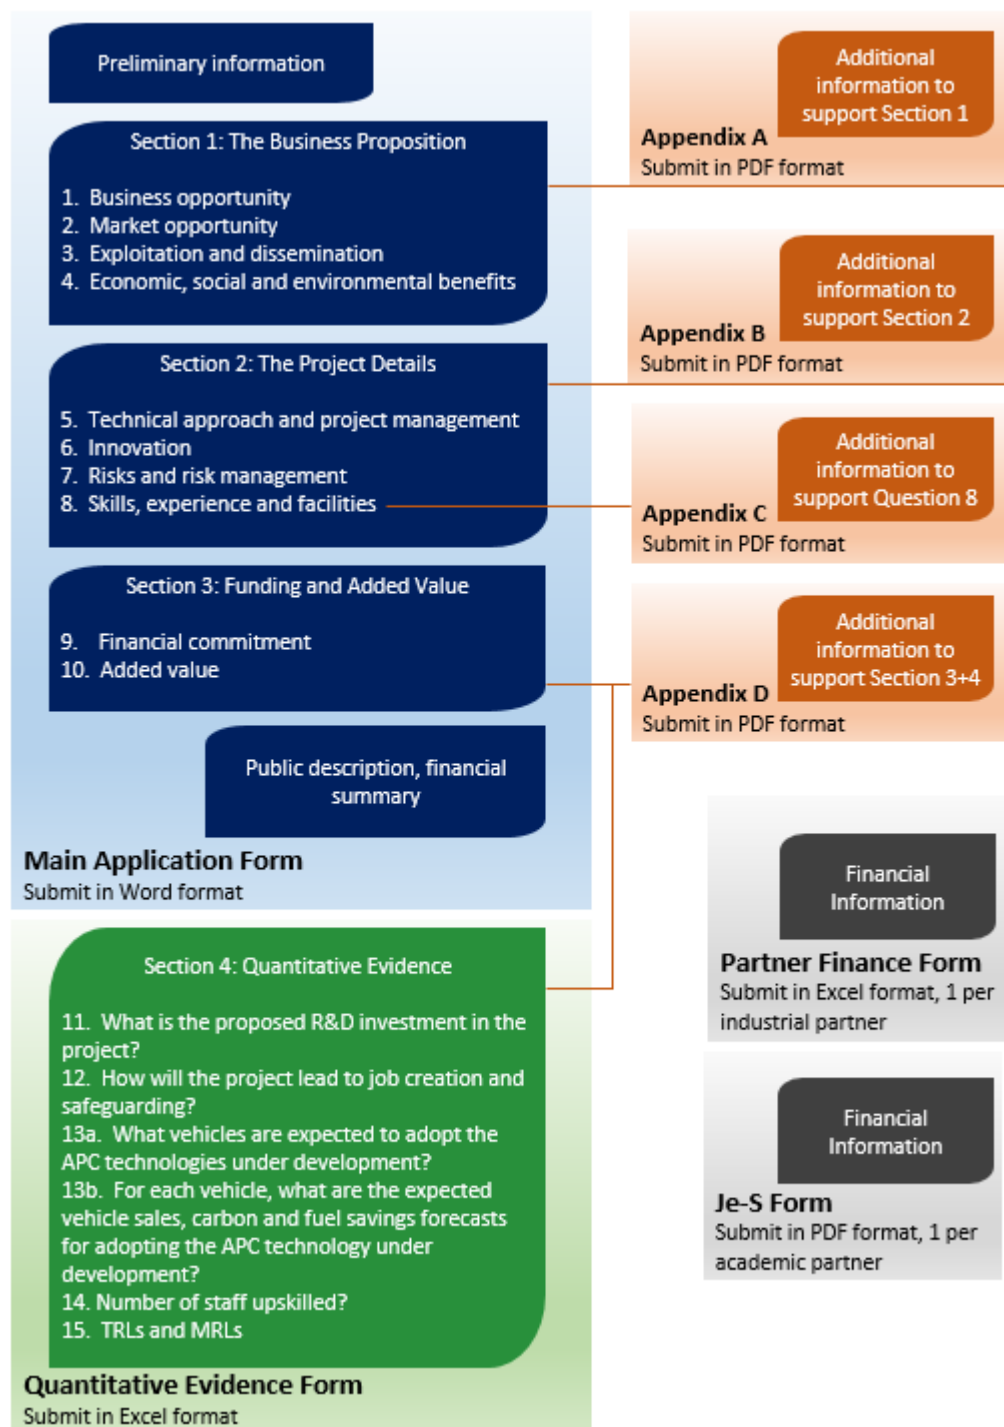 Preliminary information
Section 1: The Business Proposition
1. Business opportunity
2. Market opportunity
3. Exploitation and dissemination
4. Economic, social and environmental benefits
Section 2: The Project Details
5. Technical approach and project management
6. Innovation
7. Risks and risk management
8. Skills, experience and facilities
Section 3: Funding and Added Value
9. Financial commitment
10. Added value
Public description, financial
summary
Main Application Form
Submit in Word format
Section 4: Quantitative Evidence
11. What is the proposed R&D investment in the
project?
12. How will the project lead to job creation and
safeguarding?
13a. What vehicles are expected to adopt the
APC technologies under development?
13b. For each vehicle, what are the expected
vehicle sales, carbon and fuel savings forecasts
for adopting the APC technology under
development?
14. Number of staff upskilled?
15. TRLs and MRLs
Quantitative Evidence Form
Submit in Excel format
Additional
information to
support Section 1
Appendix A
Submit in PDF format
Additional
information to
support Section 2
Appendix B
Submit in PDF format
Additional
information to
support Question 8
Appendix C
Submit in PDF format
Additional
information to
support Section 3+4
Appendix D
Submit in PDF format
Financial
Information
Partner Finance Form
Submit in Excel format, 1 per
industrial partner
Financial
Information
Je-S Form
Submit in PDF format, 1 per
academic partner